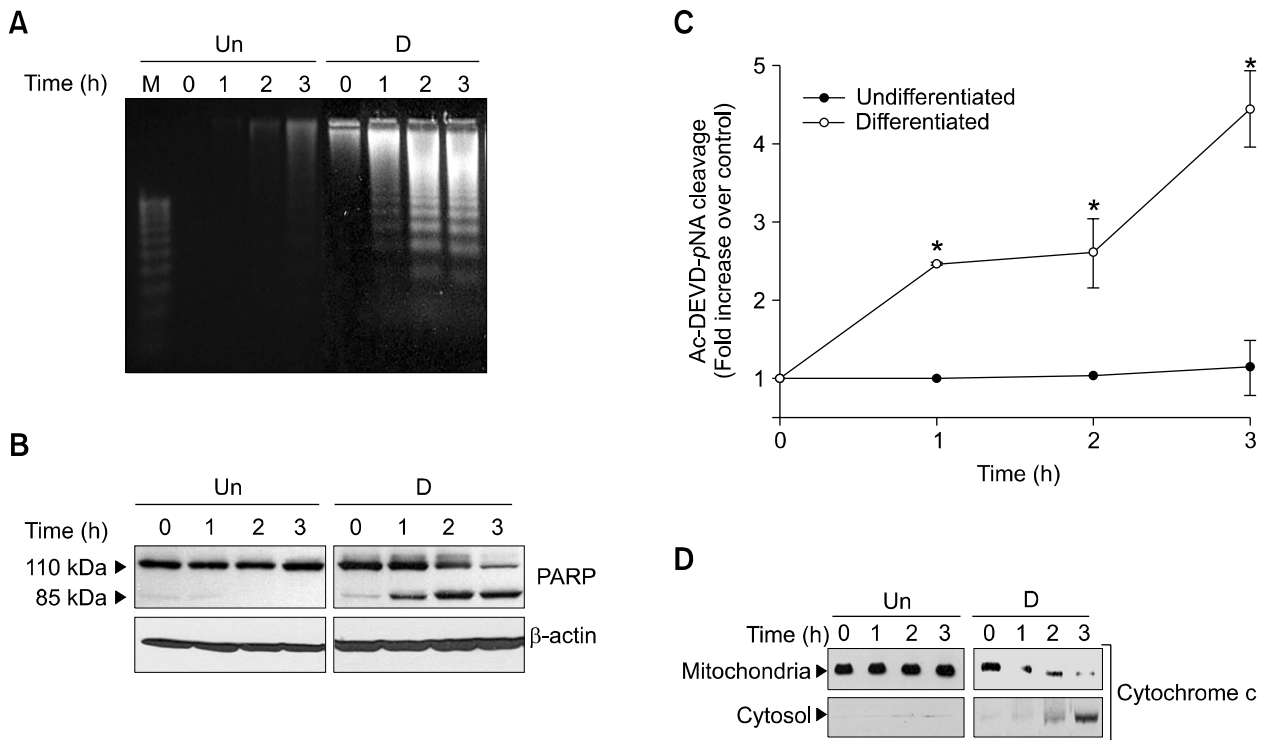 A
Un D
Time (h) M 0 1 2 3 0 1 2 3
B
Un D
Time (h) 0 1 2 3 0 1 2 3
110 kDa
85 kDa
PARP
β-actin
C
Ac-DEVD-pNA cleavage
(Fold increase over control)
5
4
3
2
1
Undifferentiated
Differentiated
*
*
*
0 1 2 3
Time (h)
D
Un D
Time (h) 0 1 2 3 0 1 2 3
Mitochondria
Cytosol
Cytochrome c